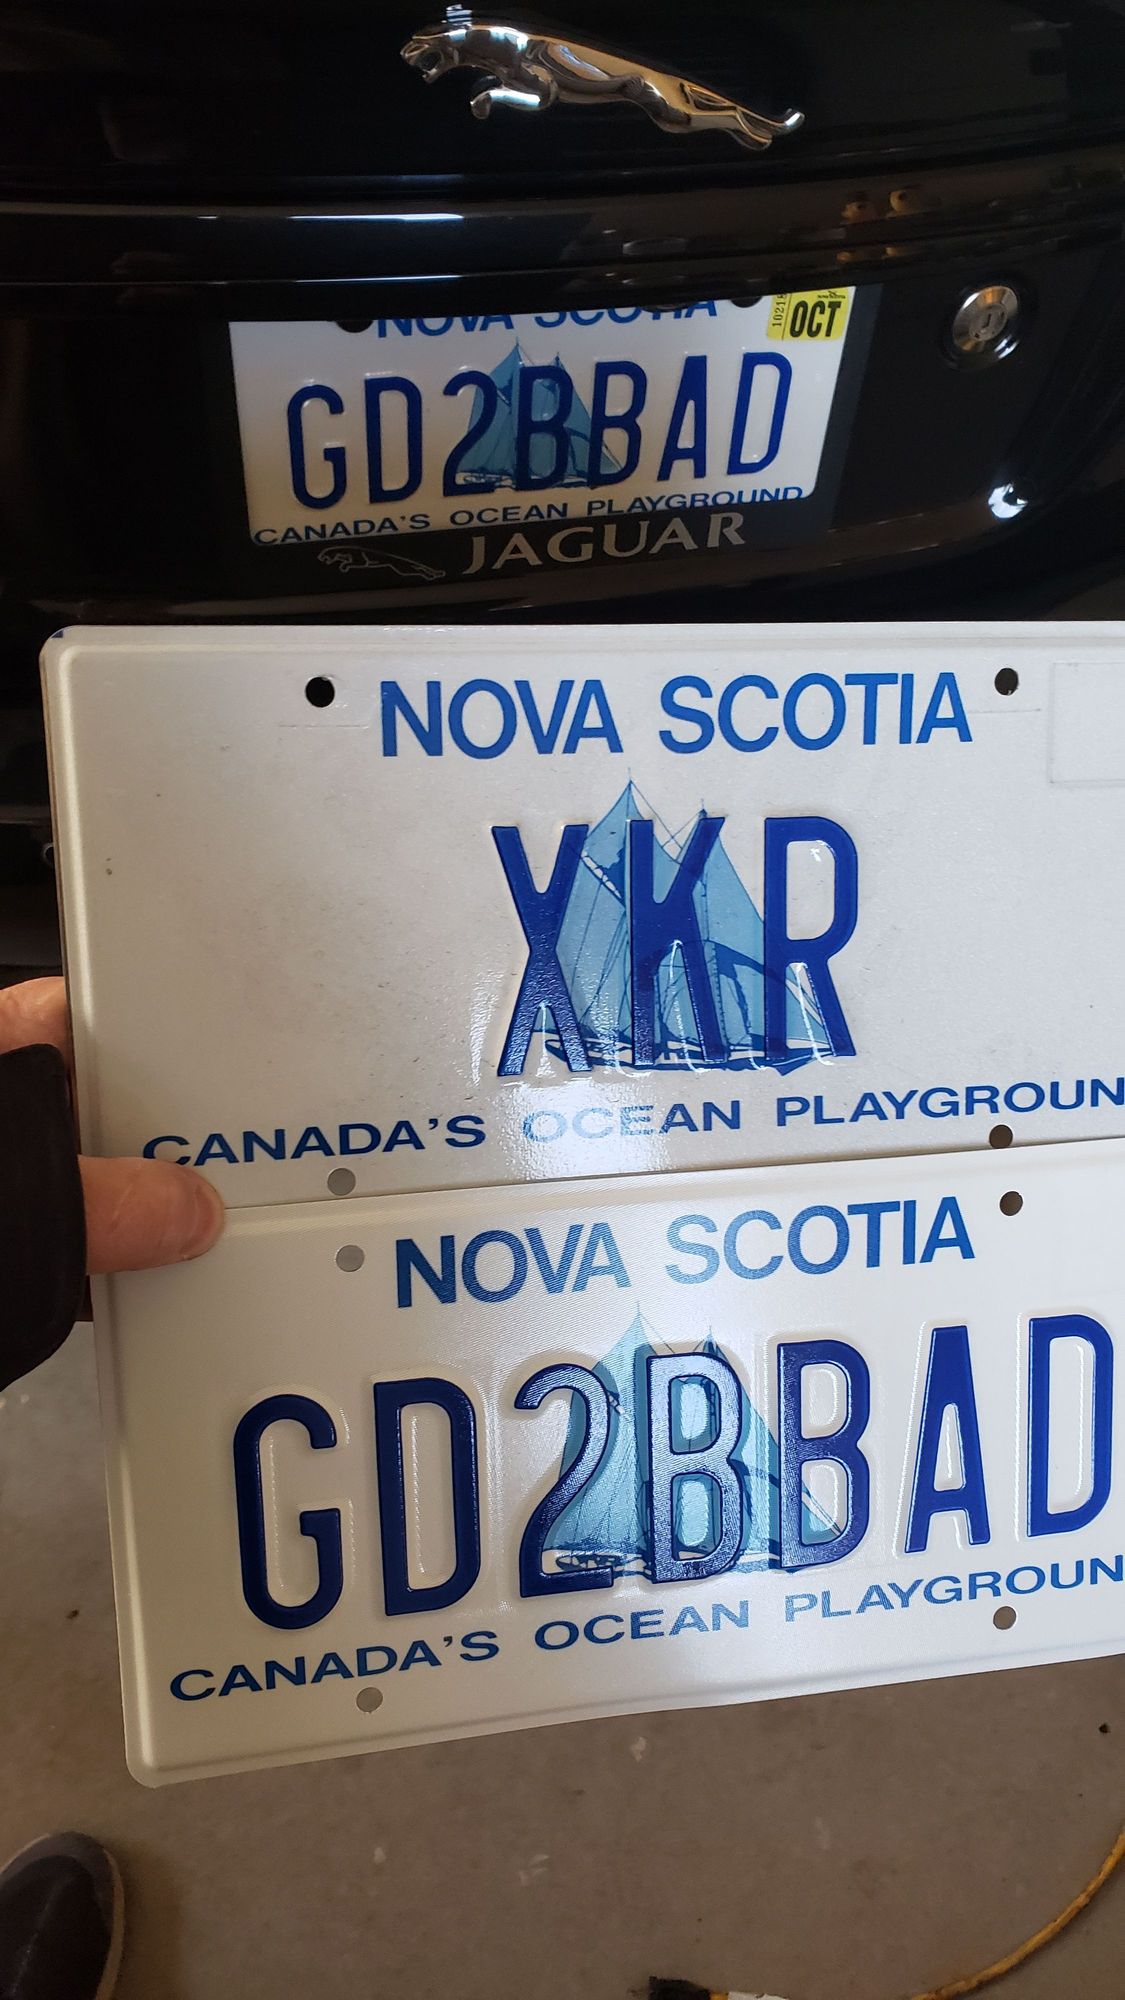 NOVA SCOTIA
OCT
GD2BBAD
CANADA'S OCEAN PLAYGROUND
JAGUAR
NOVA SCOTIA
XKR
CANADA'S OCEAN PLAYGROUN
NOVA SCOTIA
GD2BBAD
CANADA'S OCEAN PLAYGROUN